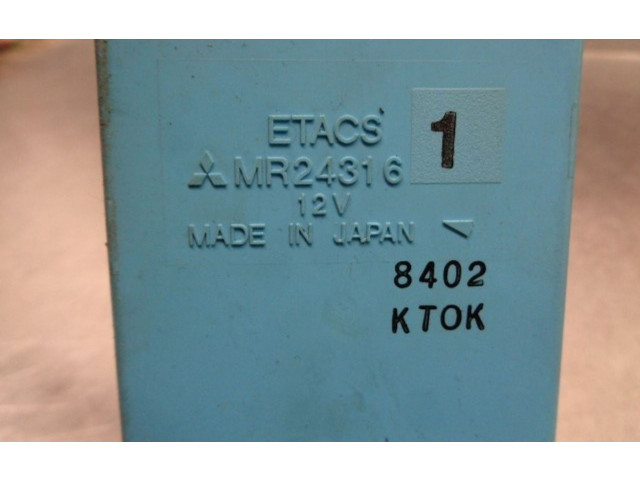 ETACS
MR24316 1
12V
MADE IN JAPAN
8402
KTOK